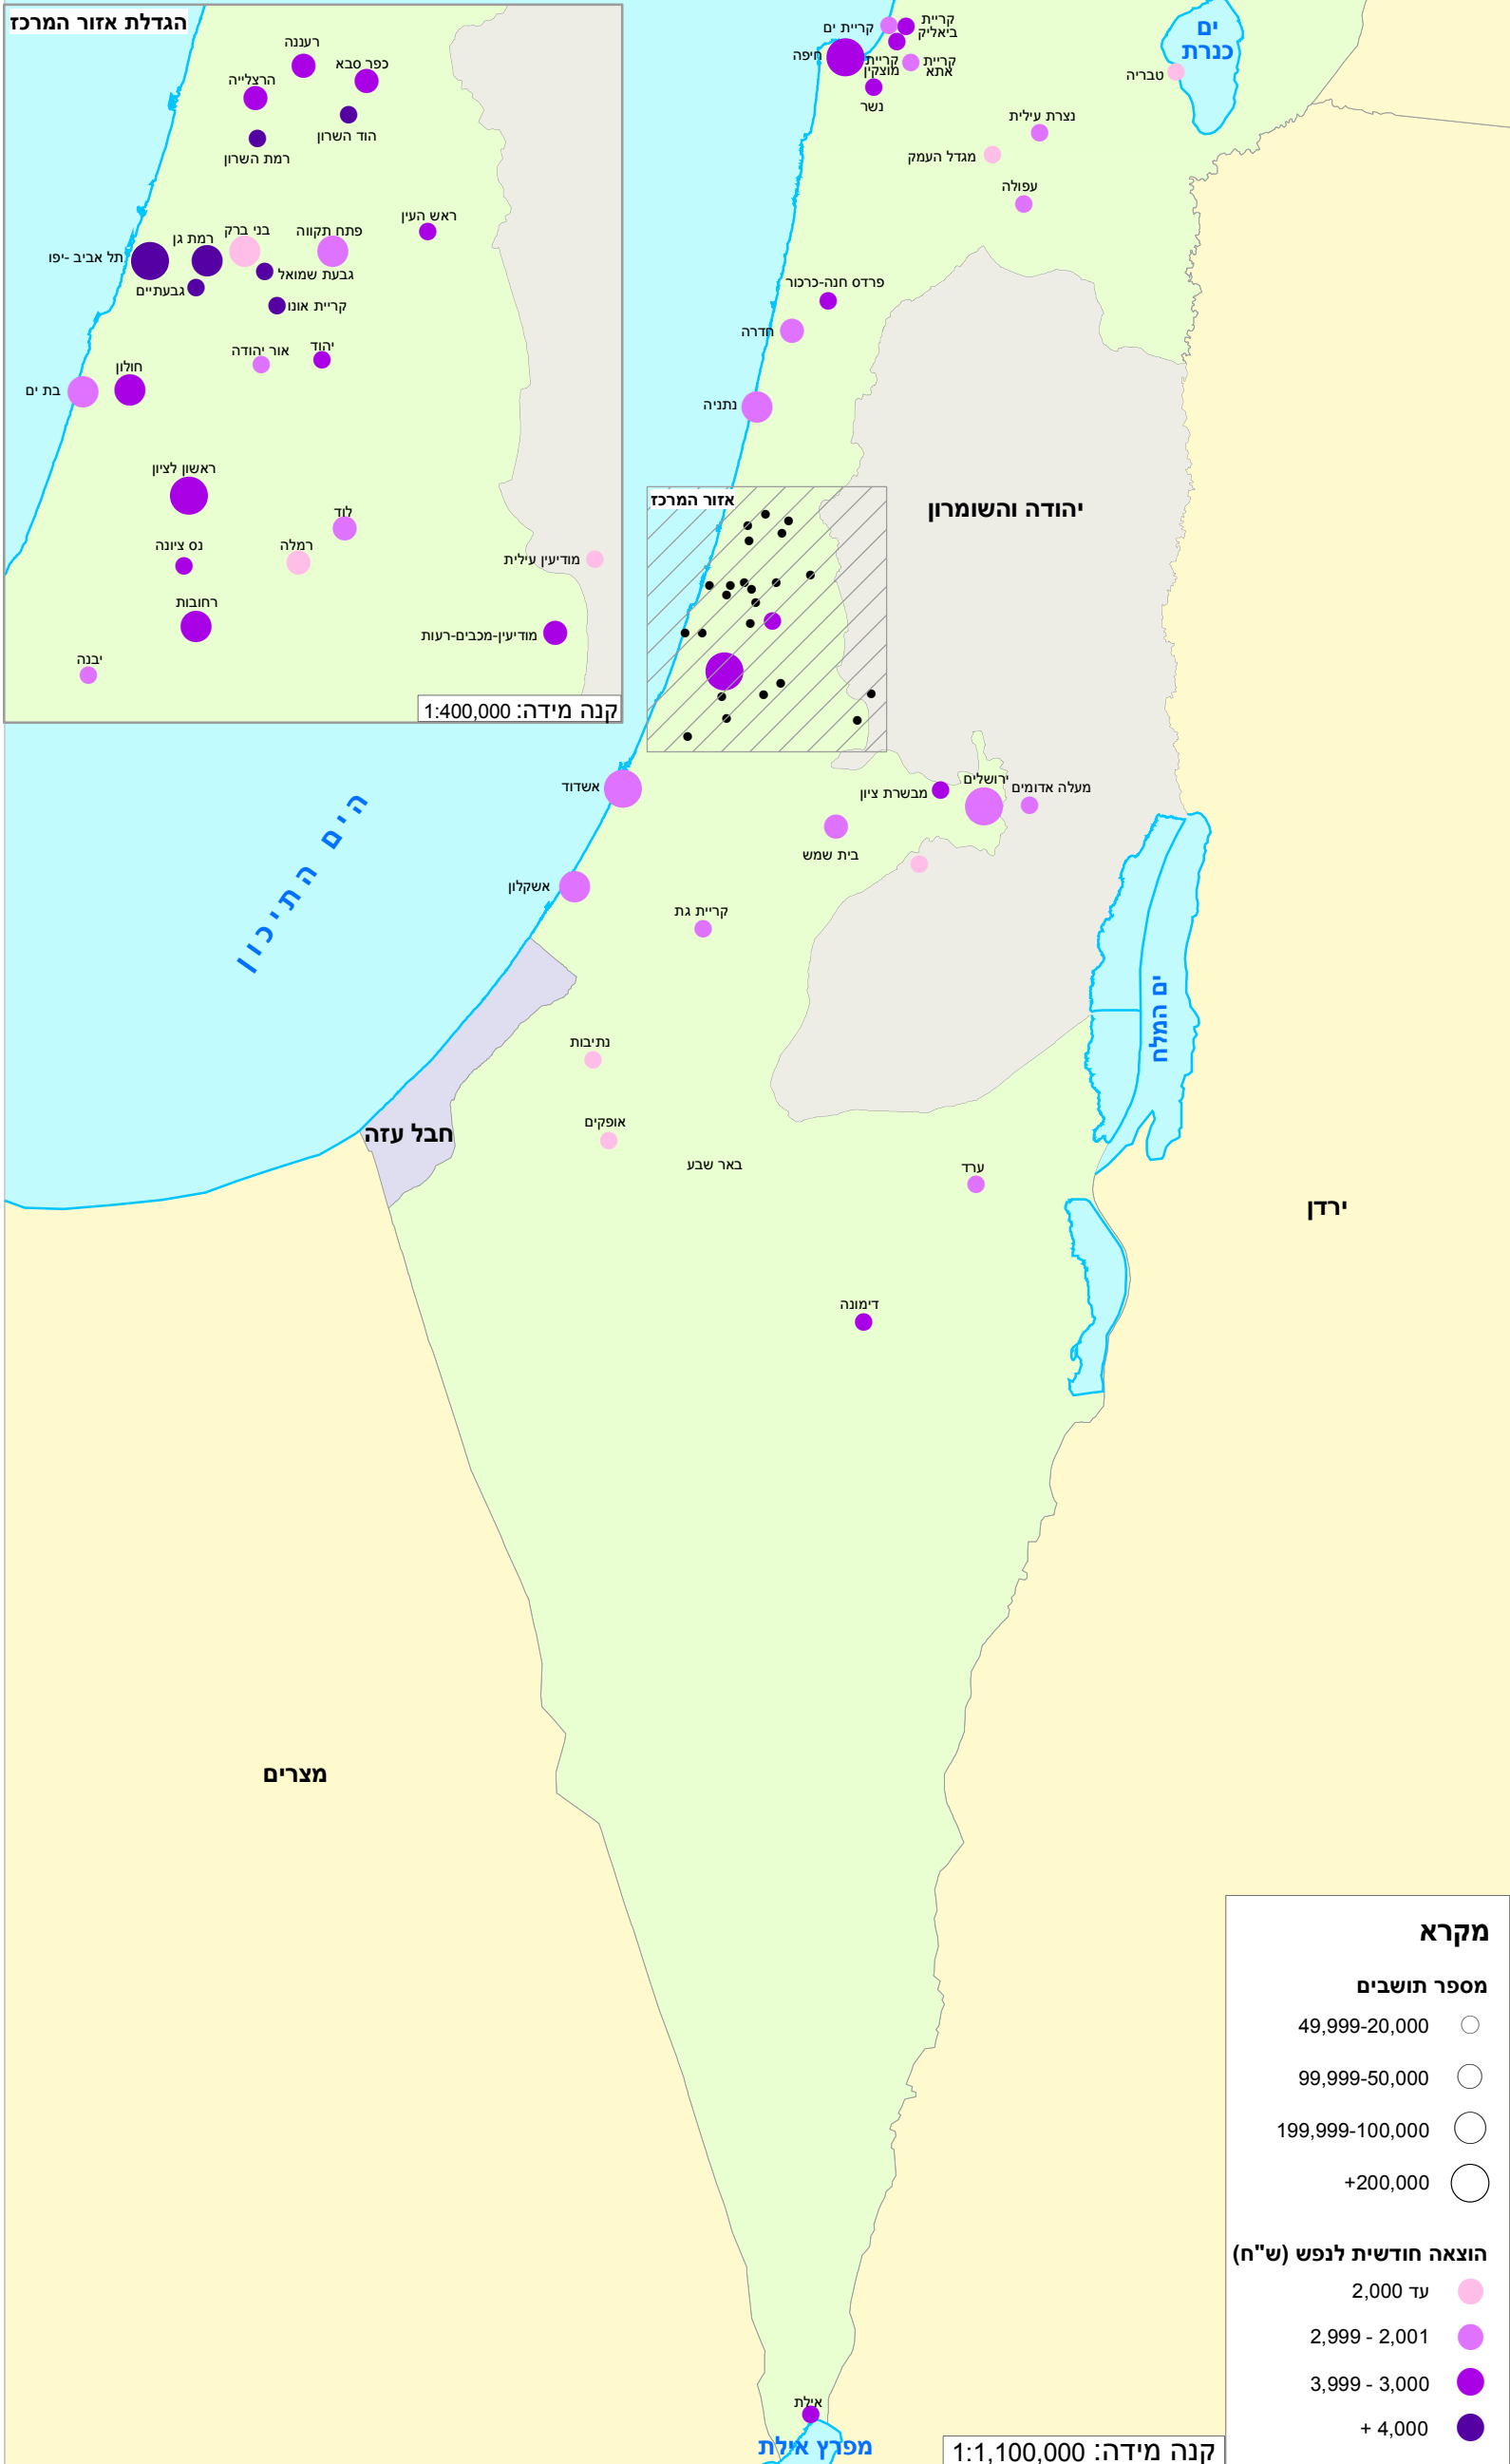 הגדלת אזור המרכז
רעננה
כפר סבא
הרצלייה
הוד השרון
רמת השרון
ראש העין
פתח תקווה
בני ברק
רמת גן
תל אביב -יפו
גבעת שמואל
גבעתיים
קריית אונו
יהוד
אור יהודה
חולון
בת ים
ראשון לציון
לוד
נס ציונה
רמלה
מודיעין עילית
רחובות
מודיעין-מכבים-רעות
יבנה
קנה מידה: 1:400,000
קריית
ביאליק
קריית ים
חיפה
קריית
מוצקין
קריית
אתא
נשר
ים
כנרת
טבריה
נצרת עילית
מגדל העמק
עפולה
פרדס חנה-כרכור
חדרה
נתניה
אזור המרכז
יהודה והשומרון
אשדוד
מבשרת ציון
ירושלים
מעלה אדומים
בית שמש
הים התיכון
אשקלון
קריית גת
ים המלח
נתיבות
חבל עזה
אופקים
באר שבע
ערד
ירדן
דימונה
מצרים
אילת
מפרץ אילת
קנה מידה: 1:1,100,000
מקרא
מספר תושבים
49,999-20,000
99,999-50,000
199,999-100,000
+200,000
הוצאה חודשית לנפש (ש"ח)
עד 2,000
2,999 - 2,001
3,999 - 3,000
+ 4,000